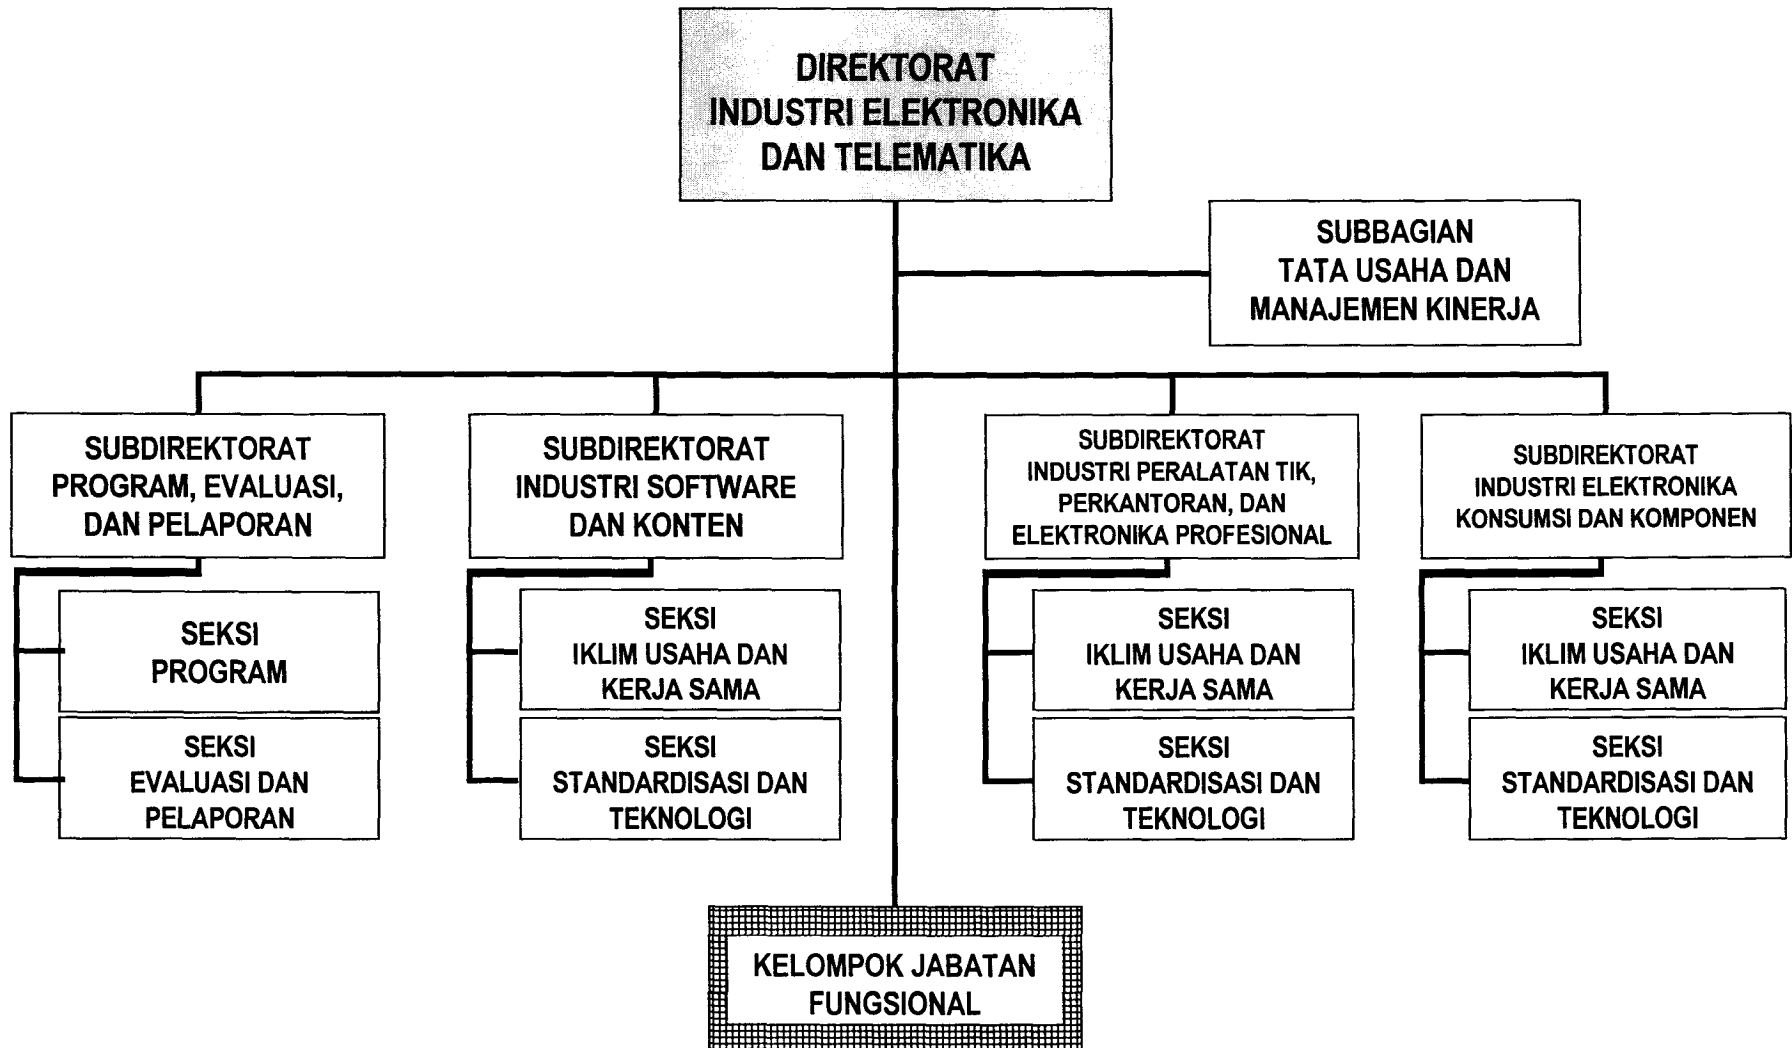 DIREKTORAT
INDUSTRI ELEKTRONIKA
DAN TELEMATIKA
SUBBAGIAN
TATA USAHA DAN
MANAJEMEN KINERJA
SUBDIREKTORAT
PROGRAM, EVALUASI,
DAN PELAPORAN
SUBDIREKTORAT
INDUSTRI SOFTWARE
DAN KONTEN
SUBDIREKTORAT
INDUSTRI PERALATAN TIK,
PERKANTORAN, DAN
ELEKTRONIKA PROFESIONAL
SUBDIREKTORAT
INDUSTRI ELEKTRONIKA
KONSUMSI DAN KOMPONEN
SEKSI
PROGRAM
SEKSI
IKLIM USAHA DAN
KERJA SAMA
SEKSI
IKLIM USAHA DAN
KERJA SAMA
SEKSI
IKLIM USAHA DAN
KERJA SAMA
SEKSI
EVALUASI DAN
PELAPORAN
SEKSI
STANDARDISASI DAN
TEKNOLOGI
SEKSI
STANDARDISASI DAN
TEKNOLOGI
SEKSI
STANDARDISASI DAN
TEKNOLOGI
KELOMPOK JABATAN
FUNGSIONAL